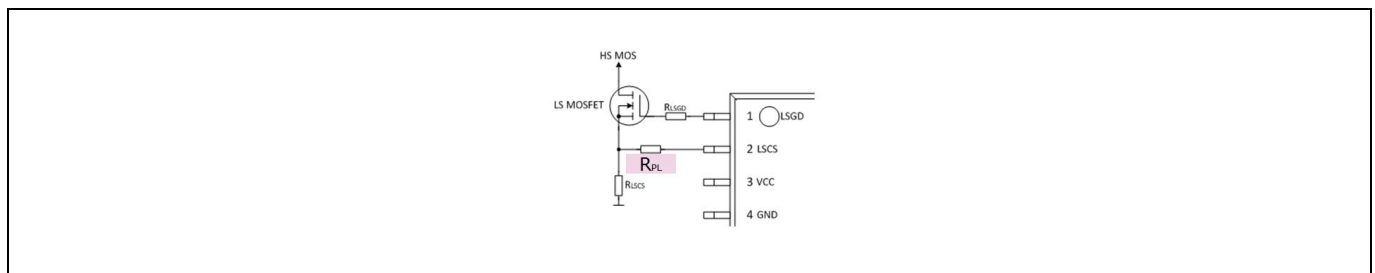 HS MOS
LS MOSFET
RLSGD
1 LSGD
2 LSCS
RPL
RLSCS
3 VCC
4 GND